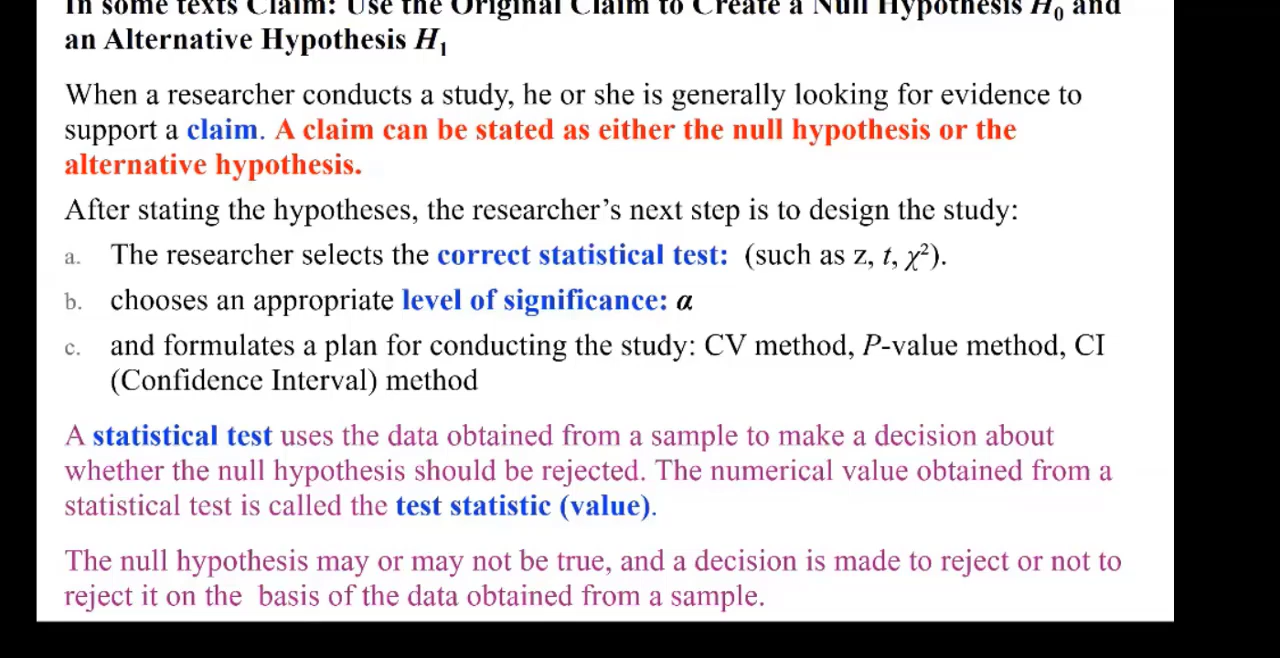 In some texts Claim: Use the Original Claim to Create a Null Hypothesis H₀ and
an Alternative Hypothesis H₁
When a researcher conducts a study, he or she is generally looking for evidence to
support a claim. A claim can be stated as either the null hypothesis or the
alternative hypothesis.
After stating the hypotheses, the researcher’s next step is to design the study:
a. The researcher selects the correct statistical test: (such as z, t, χ²).
b. chooses an appropriate level of significance: α
c. and formulates a plan for conducting the study: CV method, P-value method, CI
(Confidence Interval) method
A statistical test uses the data obtained from a sample to make a decision about
whether the null hypothesis should be rejected. The numerical value obtained from a
statistical test is called the test statistic (value).
The null hypothesis may or may not be true, and a decision is made to reject or not to
reject it on the basis of the data obtained from a sample.